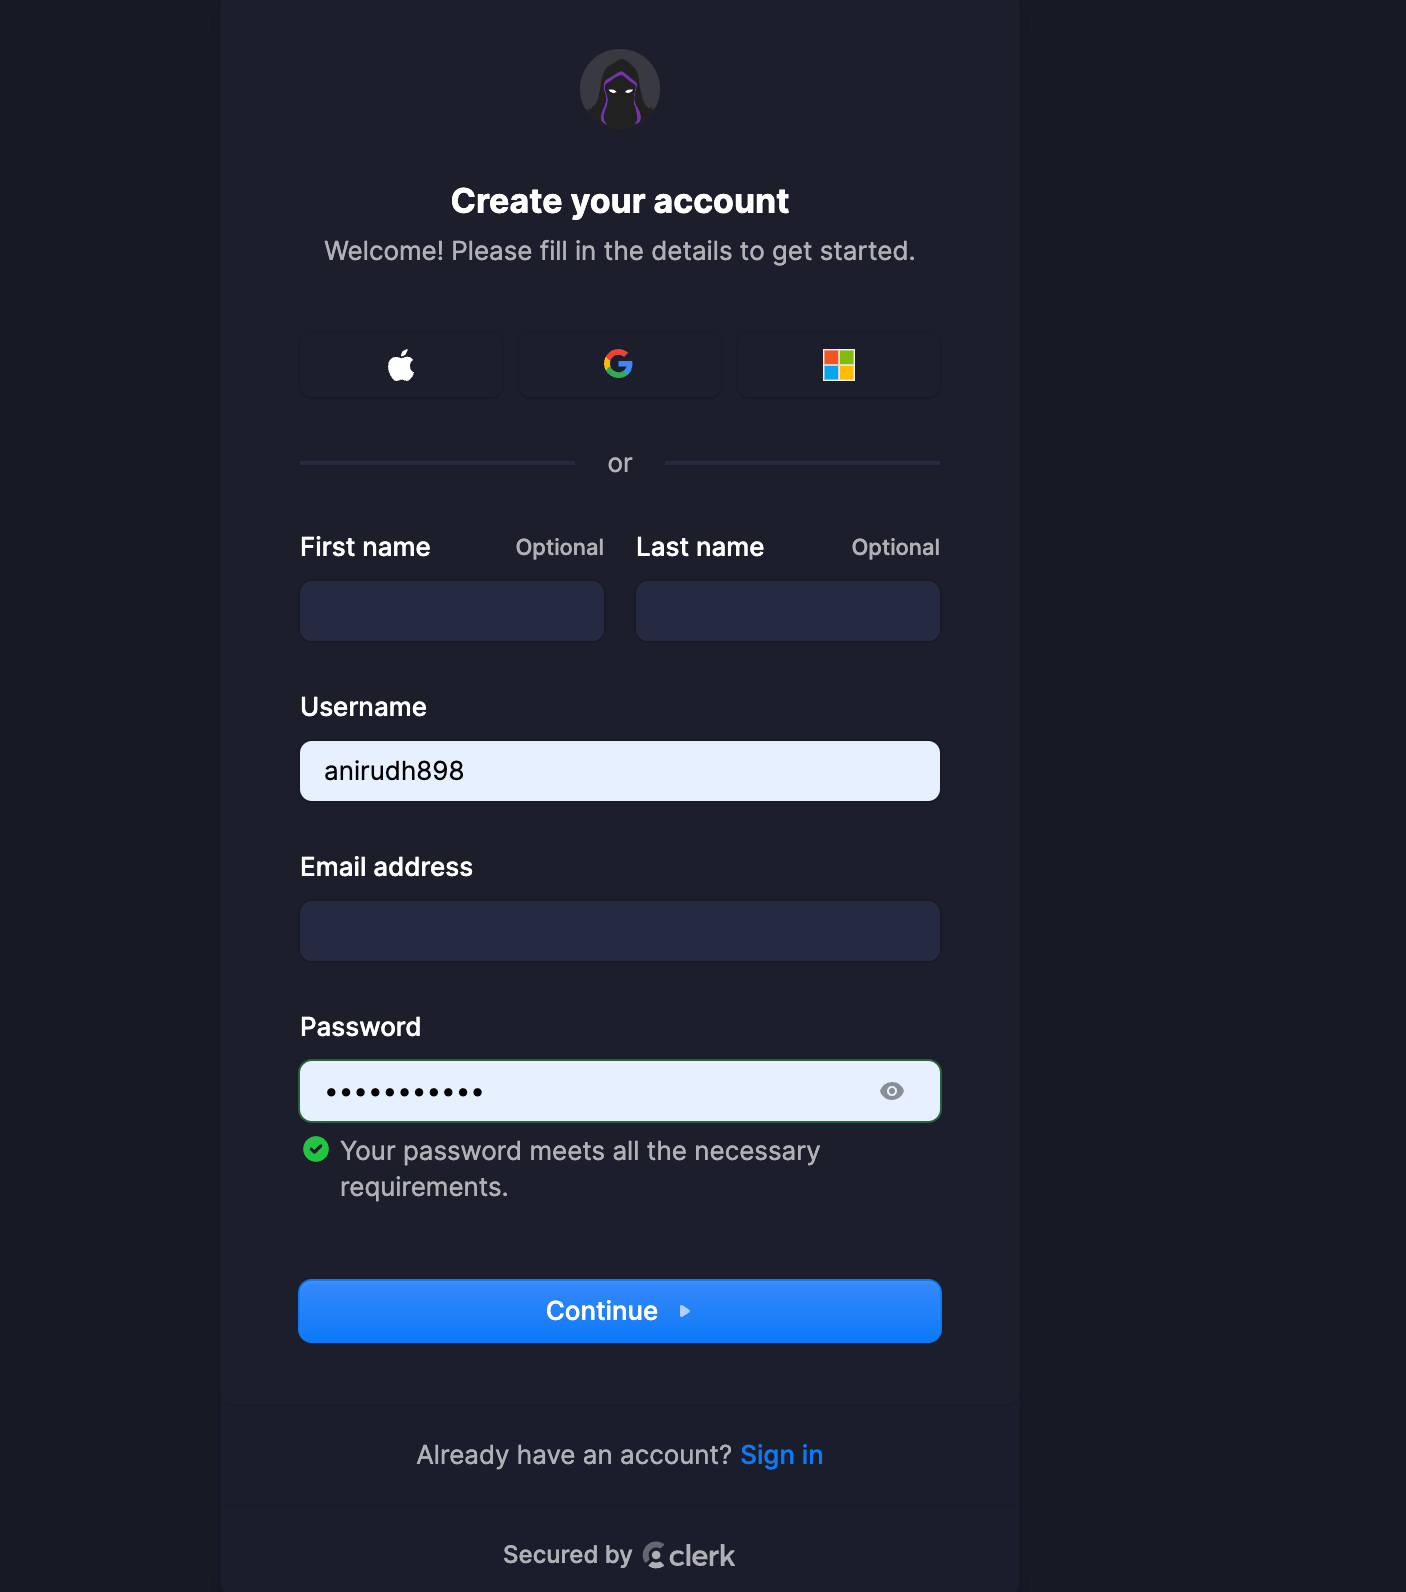 Create your account
Welcome! Please fill in the details to get started.
or
First name Optional Last name Optional
Username
anirudh898
Email address
Password
•••••••••••
Your password meets all the necessary
requirements.
Continue
Already have an account? Sign in
Secured by clerk